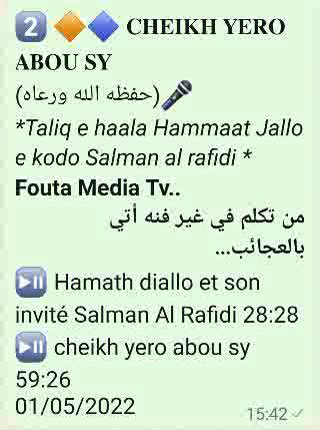 2️⃣ 🔶🔷 CHEIKH YERO
ABOU SY
(حفظه الله ورعاه)🎤
*Taliq e haala Hammaat Jallo
e kodo Salman al rafidi *
Fouta Media Tv..
من تكلم في غير فنه أتي
بالعجائب...
⏯️ Hamath diallo et son
invité Salman Al Rafidi 28:28
⏯️ cheikh yero abou sy
59:26
01/05/2022
15:42 ✓